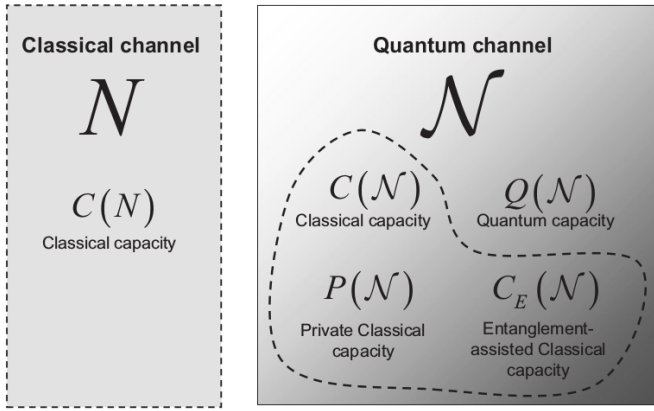 Classical channel
N
C(N)
Classical capacity
Quantum channel
𝒩
C(𝒩)
Classical capacity
Q(𝒩)
Quantum capacity
P(𝒩)
Private Classical
capacity
C_E(𝒩)
Entanglement-
assisted Classical
capacity